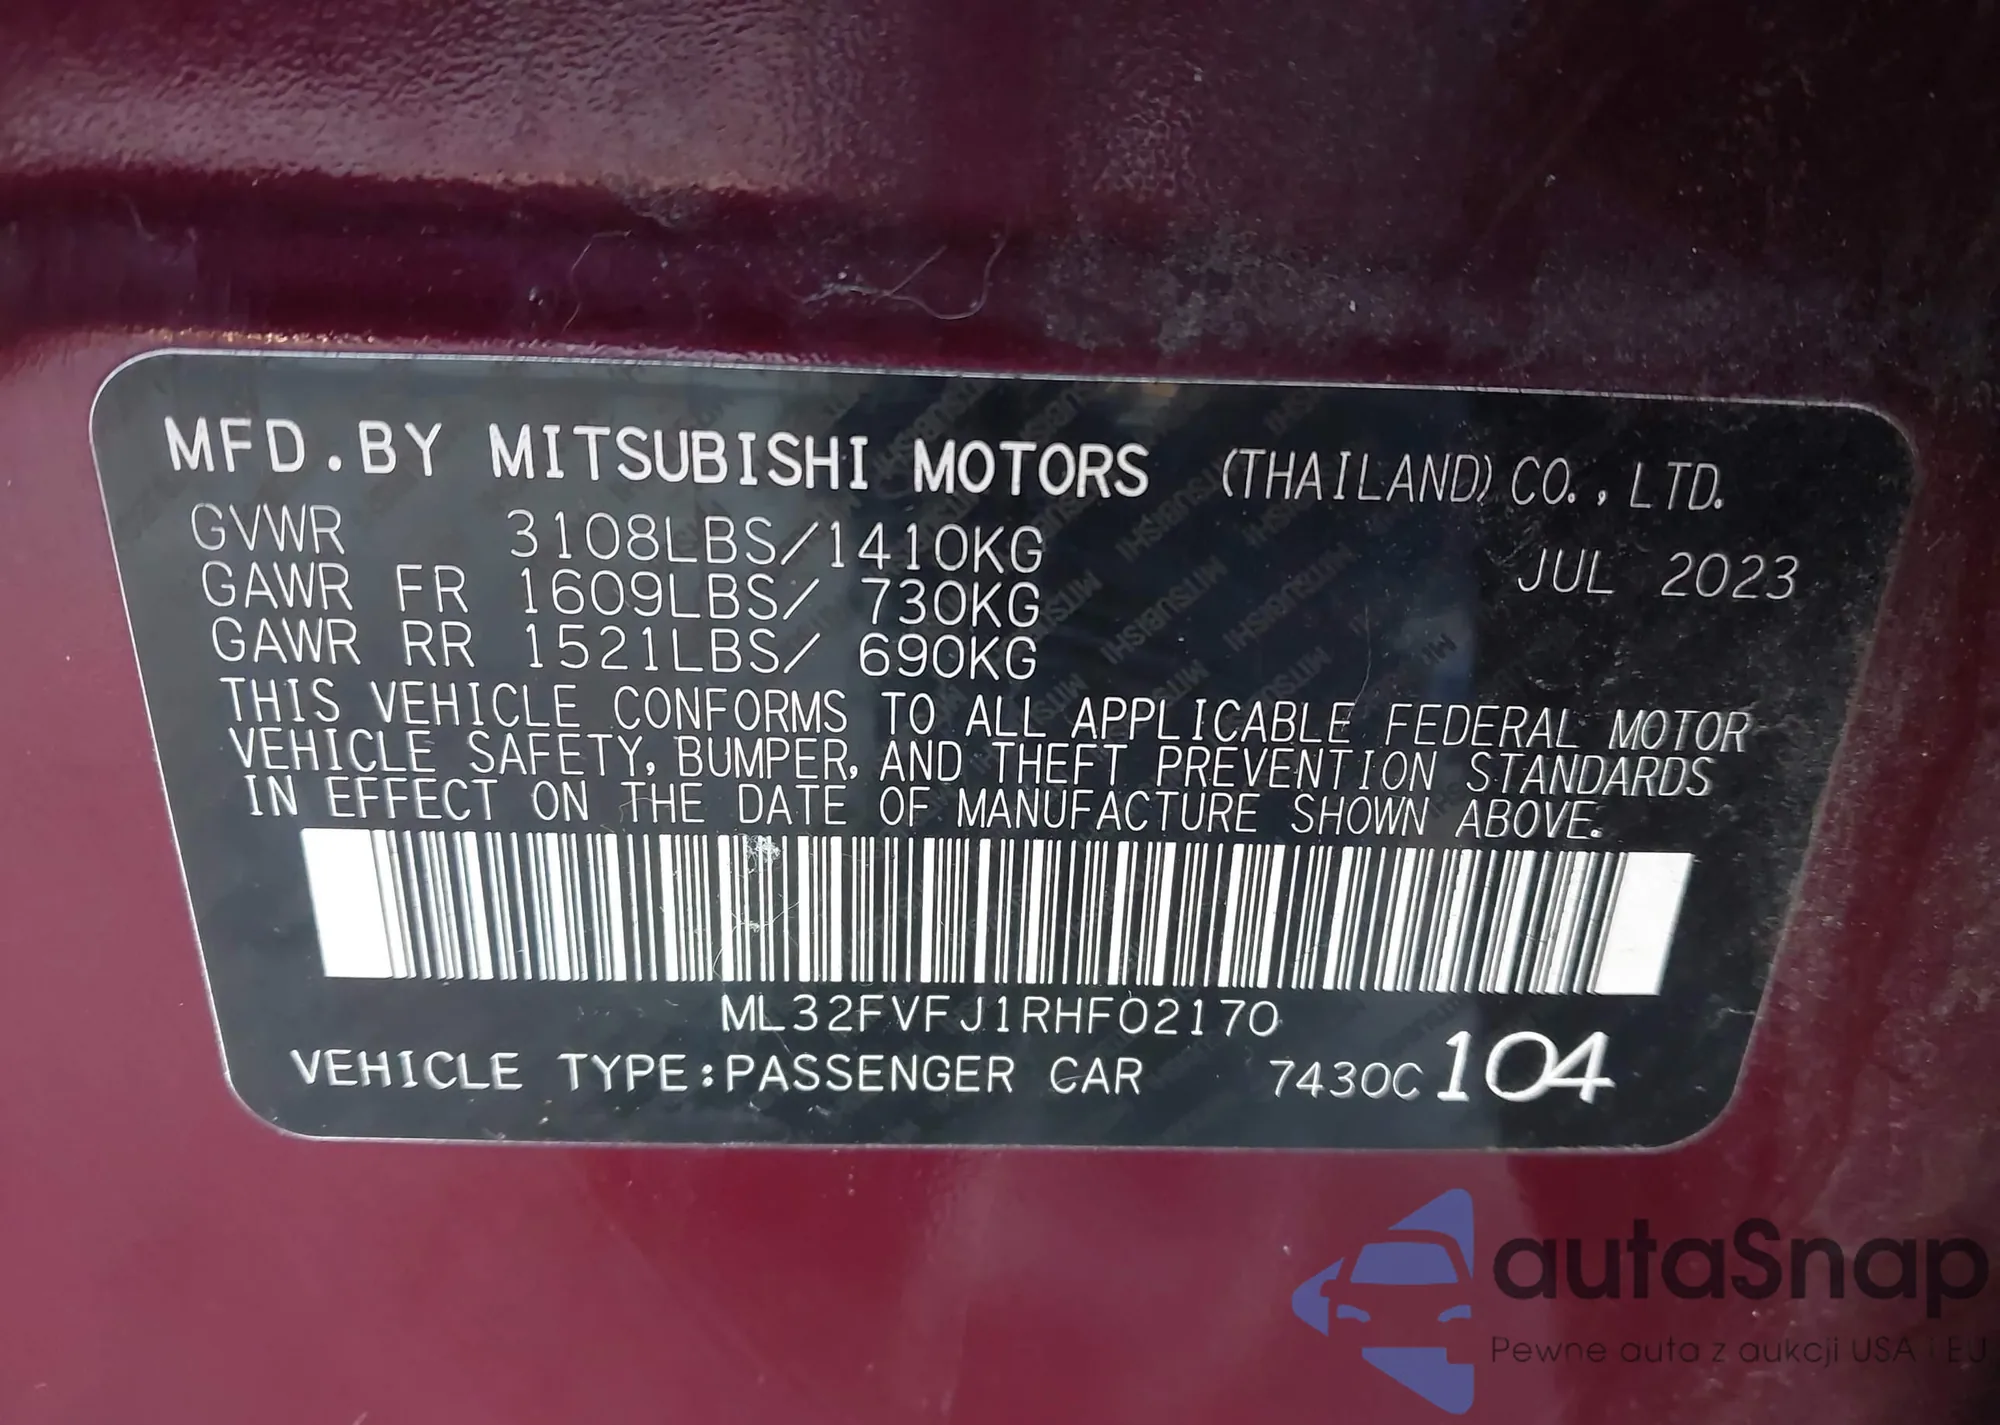 MFD.BY MITSUBISHI MOTORS (THAILAND) CO.,LTD.
GVWR 3108LBS/1410KG
JUL 2023
GAWR FR 1609LBS/ 730KG
GAWR RR 1521LBS/ 690KG
THIS VEHICLE CONFORMS TO ALL APPLICABLE FEDERAL MOTOR
VEHICLE SAFETY, BUMPER, AND THEFT PREVENTION STANDARDS
IN EFFECT ON THE DATE OF MANUFACTURE SHOWN ABOVE.
ML32FVFJ1RHF02170
VEHICLE TYPE:PASSENGER CAR 7430C 104
autaSnap
Pewne auta z aukcji USA i EU